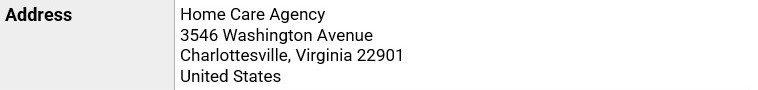 Address
Home Care Agency
3546 Washington Avenue
Charlottesville, Virginia 22901
United States